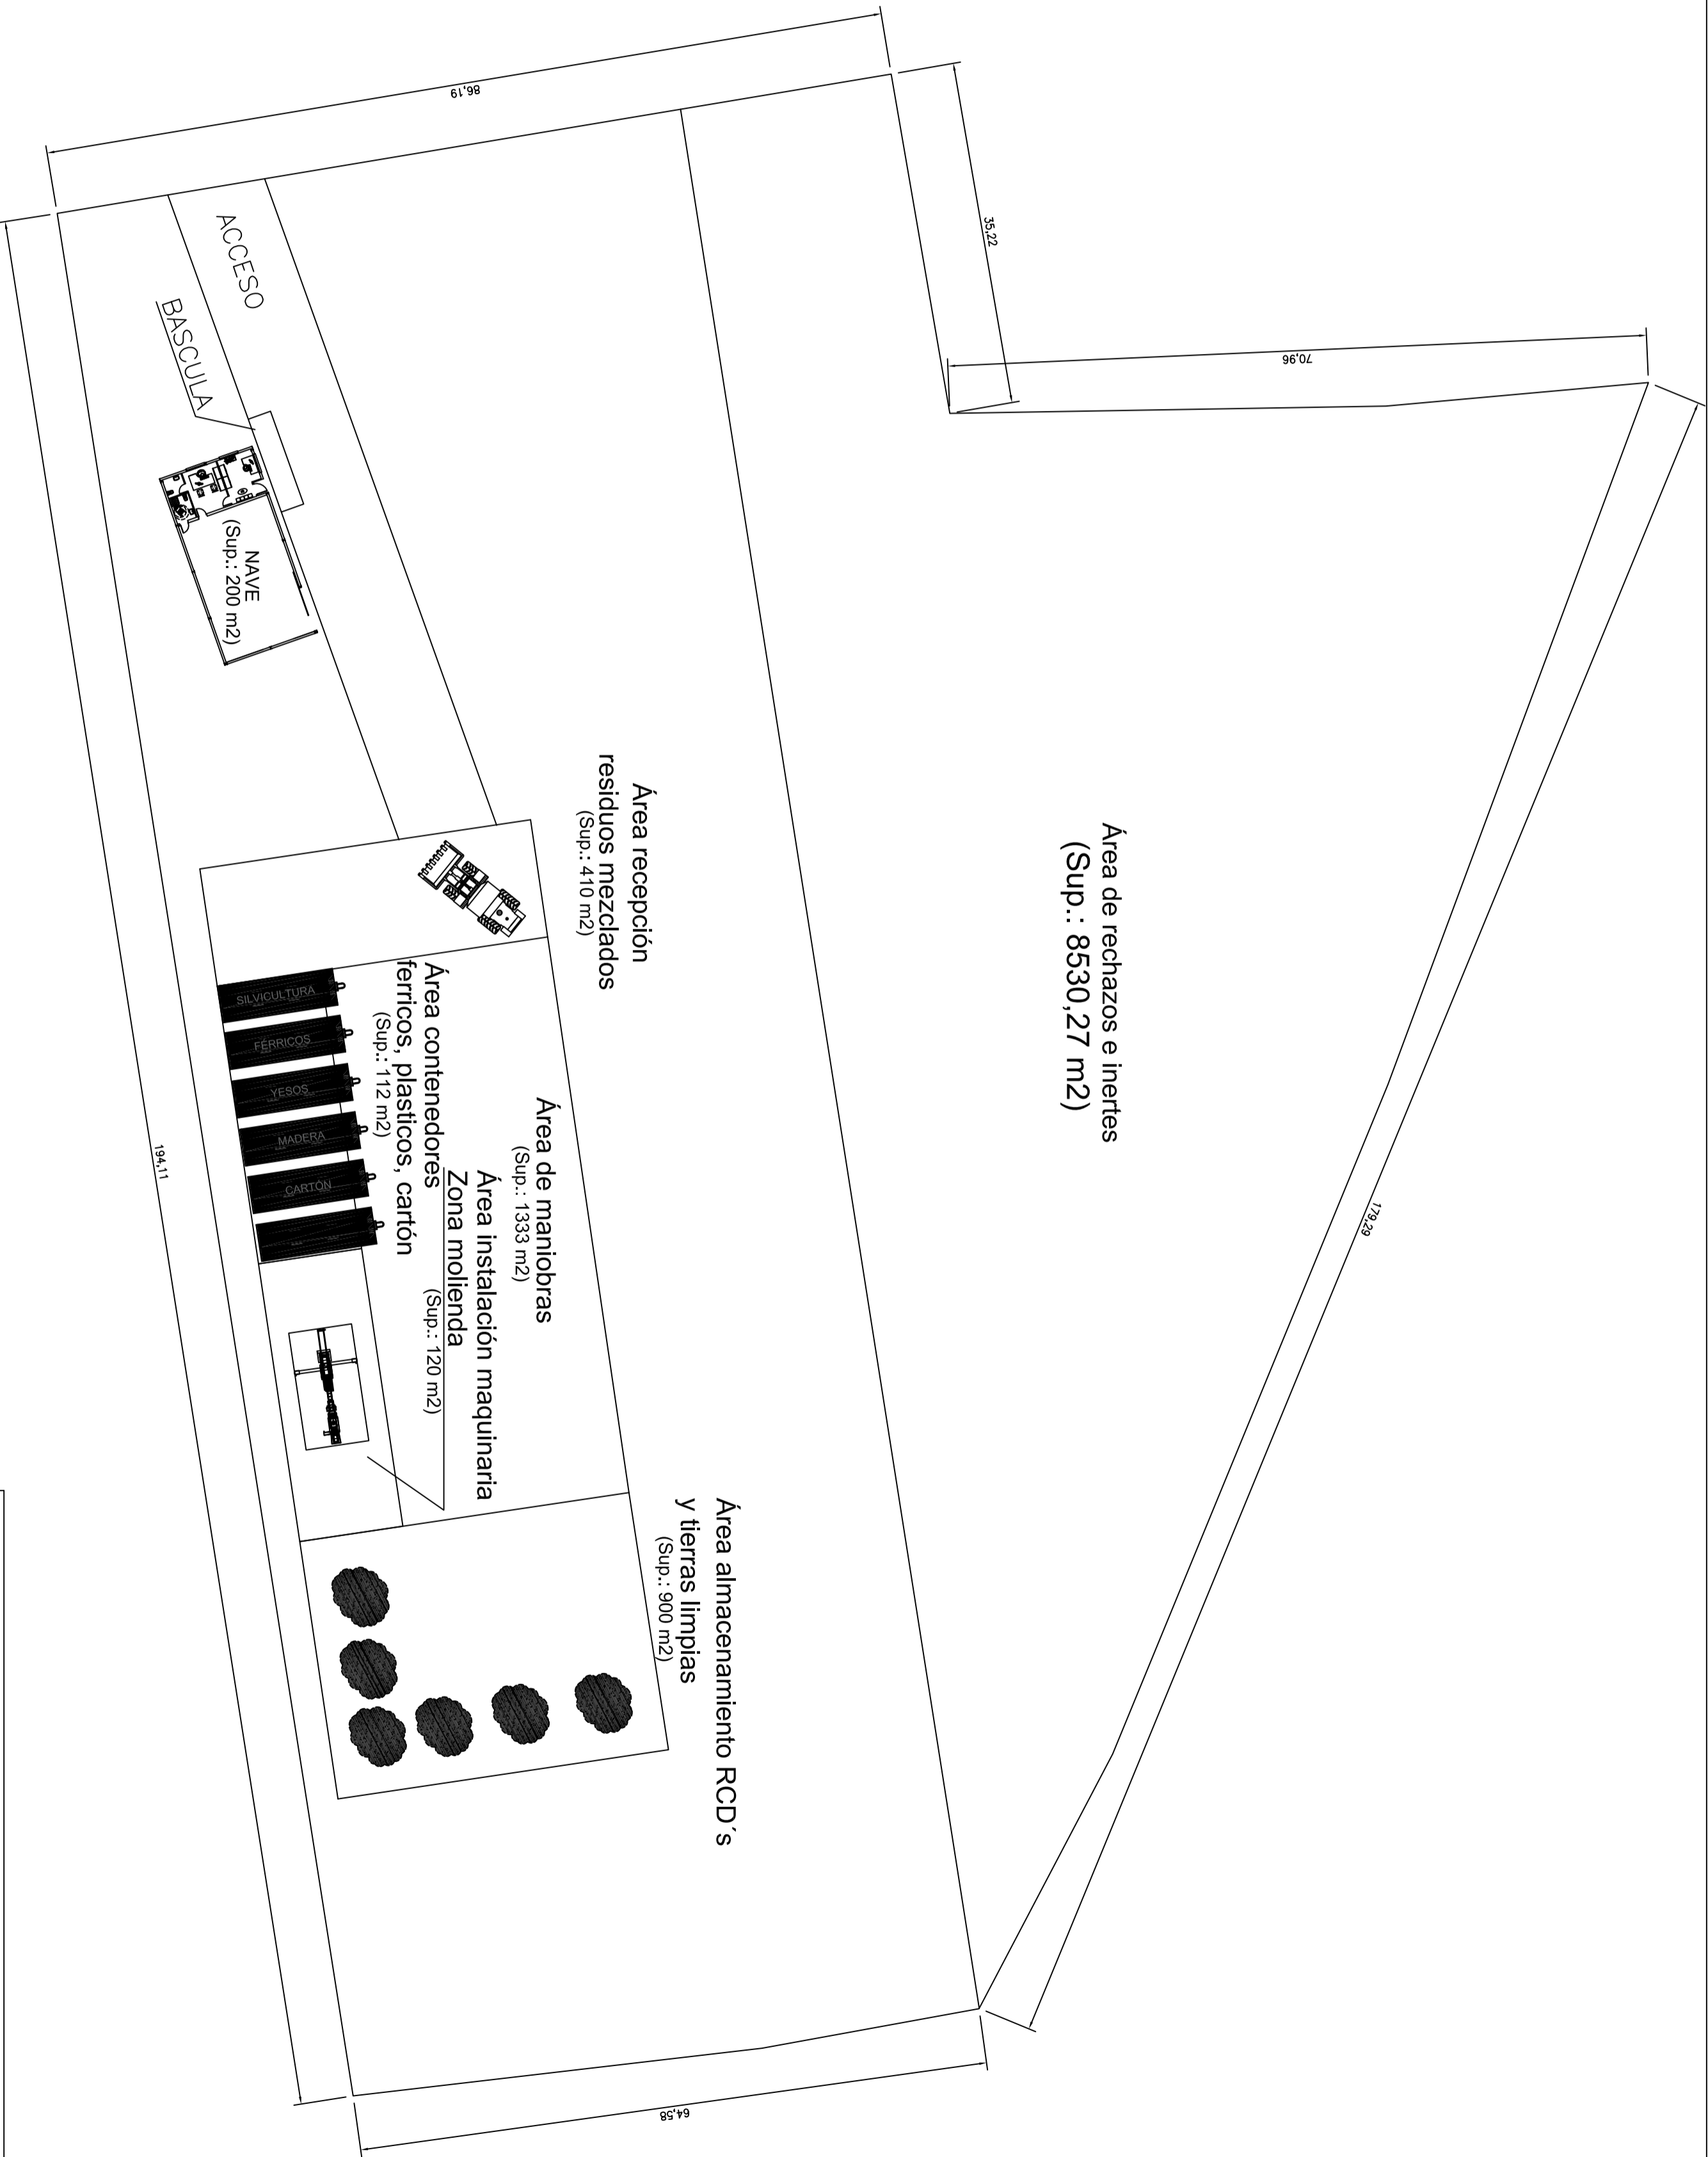 86,19
35,22
70,96
179,29
64,58
194,11
ACCESO
BASCULA
NAVE
(Sup.: 200 m2)
Área de rechazos e inertes
(Sup.: 8530,27 m2)
Área recepción
residuos mezclados
(Sup.: 410 m2)
Área de maniobras
(Sup.: 1333 m2)
Área contenedores
ferricos, plasticos, cartón
(Sup.: 112 m2)
Área instalación maquinaria
Zona molienda
(Sup.: 120 m2)
Área almacenamiento RCD´s
y tierras limpias
(Sup.: 900 m2)
SILVICULTURA
FÉRRICOS
YESOS
MADERA
CARTÓN